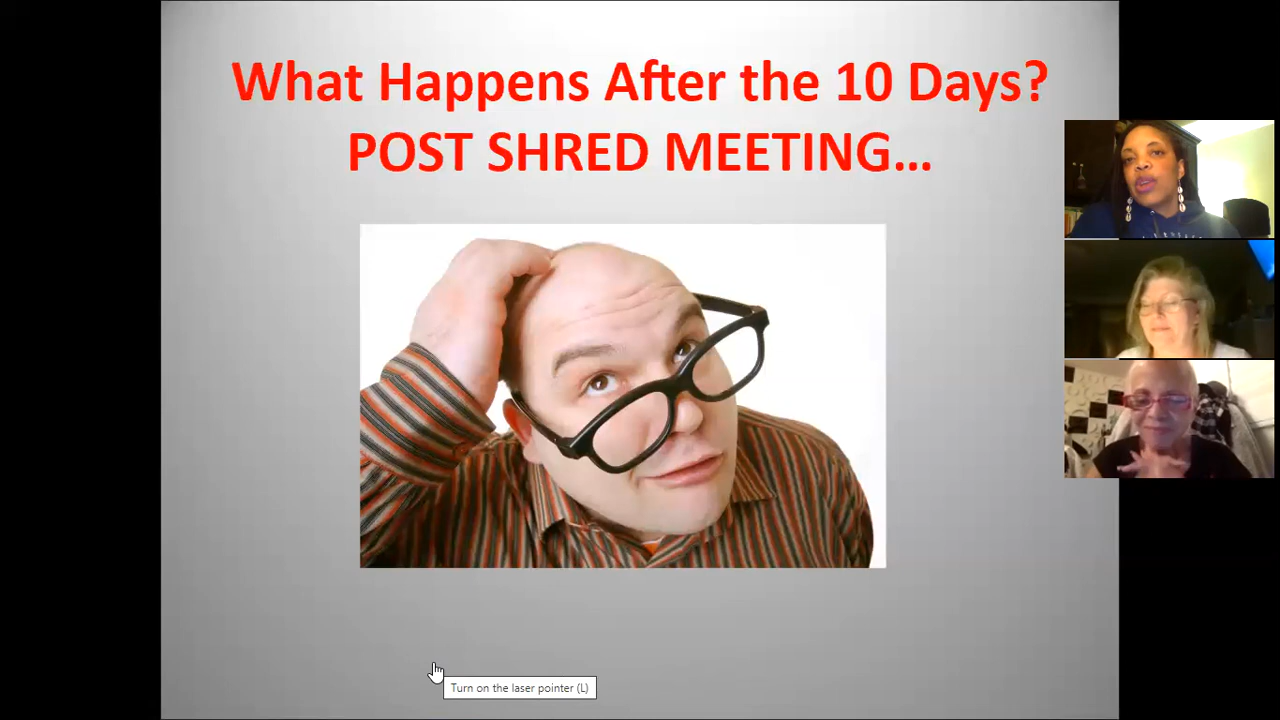 What Happens After the 10 Days?
POST SHRED MEETING...
Turn on the laser pointer (L)